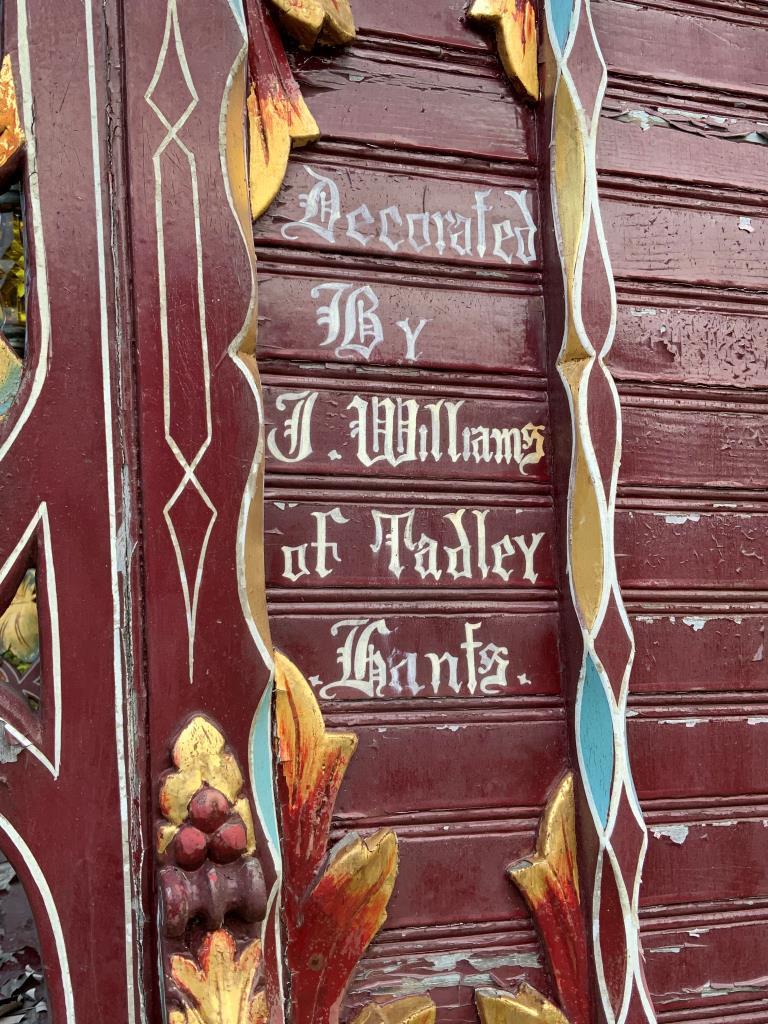 Decorated
By
J. Williams
of Tadley
. Hants.